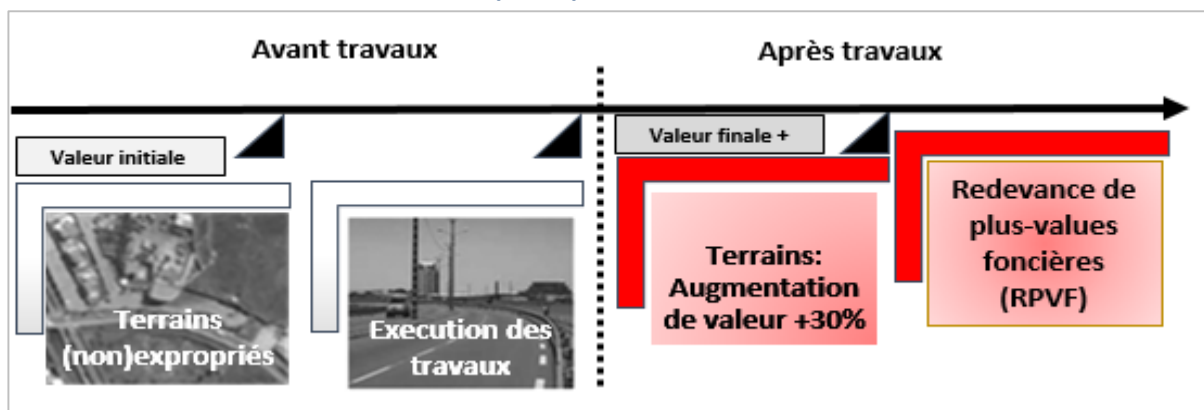 Avant travaux
Après travaux
Valeur initiale
Valeur finale +
Terrains
(non)expropriés
Execution des
travaux
Terrains:
Augmentation
de valeur +30%
Redevance de
plus-values
foncières
(RPVF)